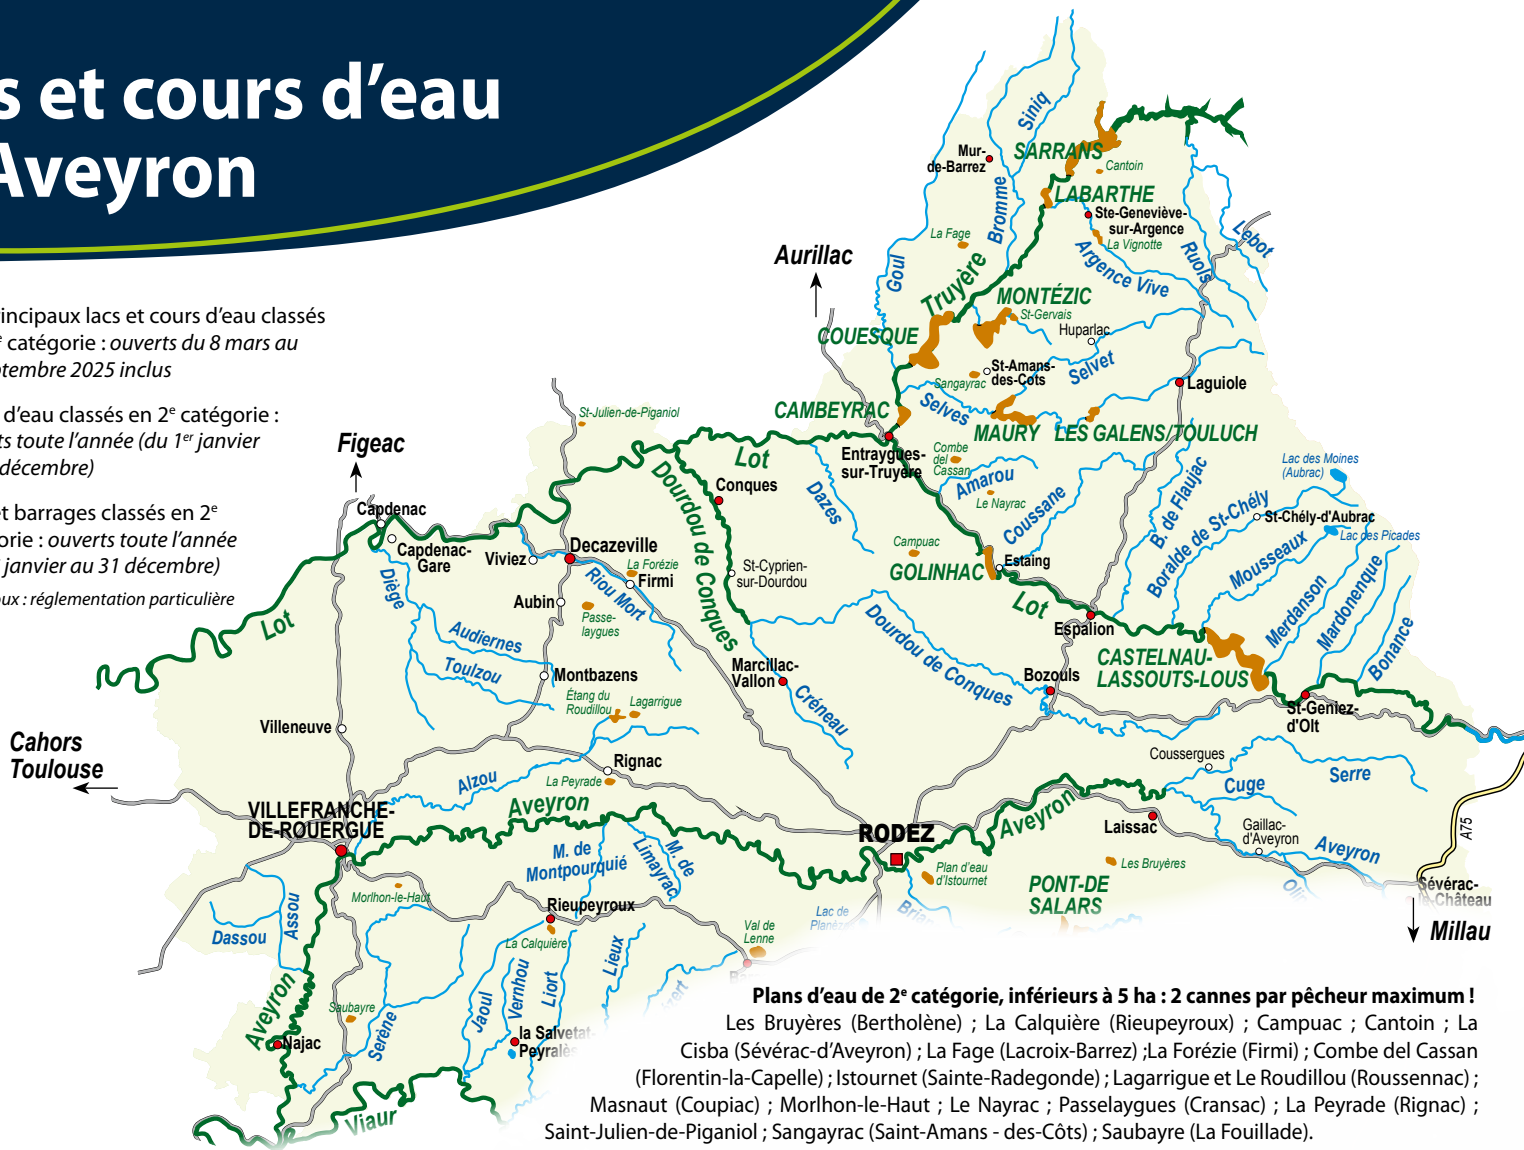 s et cours d'eau
Aveyron
rincipaux lacs et cours d'eau classés
e catégorie : ouverts du 8 mars au
ptembre 2025 inclus
d'eau classés en 2e catégorie :
ts toute l'année (du 1er janvier
décembre)
et barrages classés en 2e
orie : ouverts toute l'année
janvier au 31 décembre)
oux : réglementation particulière
Siniq
Mur-
de-Barrez
SARRANS
Cantoin
LABARTHE
Bromme
Ste-Geneviève-
sur-Argence
La Vignotte
La Fage
Lebot
Ruols
Argence Vive
Aurillac
Goul
Truyère
MONTÉZIC
St-Gervais
Huparlac
COUESQUE
St-Amans-
des-Cots
Sangayrac
Selvet
Laguiole
Selves
CAMBEYRAC
MAURY
LES GALENS/TOULUCH
St-Julien-de-Piganiol
Figeac
Lot
Entraygues-
sur-Truyère
Combe
del
Cassan
Amarou
Le Nayrac
Coussane
B. de Flaujac
Boralde de St-Chély
Lac des Moines
(Aubrac)
St-Chély-d'Aubrac
Lac des Picades
Mousseaux
Merdanson
Mardonenque
Bonance
Conques
Dazes
Dourdou de Conques
Capdenac
Capdenac-
Gare
Viviez
Decazeville
La Forézie
Firmi
Riou Mort
St-Cyprien-
sur-Dourdou
Campuac
GOLINHAC
Estaing
Lot
Espalion
CASTELNAU-
LASSOUTS-LOUS
Diège
Aubin
Passe-
laygues
Lot
Audiernes
Toulzou
Montbazens
Étang du
Roudillou
Lagarrigue
Marcillac-
Vallon
Créneau
Dourdou de Conques
Bozouls
St-Geniez-
d'Olt
Villeneuve
Cahors
Toulouse
Rignac
La Peyrade
Alzou
Aveyron
Coussergues
Cuge
Serre
VILLEFRANCHE-
DE-ROUERGUE
RODEZ
Aveyron
Laissac
Gaillac-
d'Aveyron
Aveyron
A75
M. de
Montpourquié
M. de
Limayrac
Plan d'eau
d'Istournet
Les Bruyères
PONT-DE
SALARS
Sévérac-
le-Château
Millau
Morlhon-le-Haut
Rieupeyroux
La Calquière
Lac de
Val de
Lenne
Dassou
Assou
Lieux
Liort
Vernhou
Jaoul
Aveyron
Saubayre
Serène
Najac
la Salvetat-
Peyralès
Viaur
Plans d'eau de 2e catégorie, inférieurs à 5 ha : 2 cannes par pêcheur maximum !
Les Bruyères (Bertholène) ; La Calquière (Rieupeyroux) ; Campuac ; Cantoin ; La
Cisba (Sévérac-d'Aveyron) ; La Fage (Lacroix-Barrez) ;La Forézie (Firmi) ; Combe del Cassan
(Florentin-la-Capelle) ; Istournet (Sainte-Radegonde) ; Lagarrigue et Le Roudillou (Roussennac) ;
Masnaut (Coupiac) ; Morlhon-le-Haut ; Le Nayrac ; Passelaygues (Cransac) ; La Peyrade (Rignac) ;
Saint-Julien-de-Piganiol ; Sangayrac (Saint-Amans - des-Côts) ; Saubayre (La Fouillade).